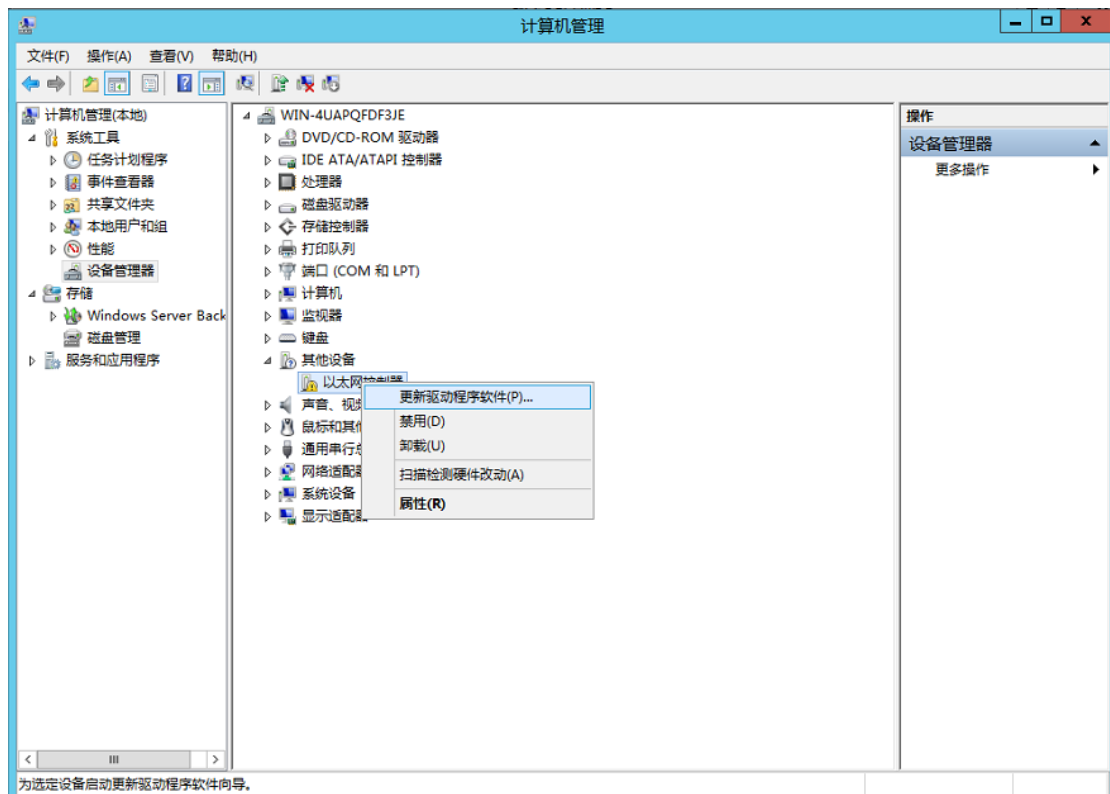 计算机管理
文件(F) 操作(A) 查看(V) 帮助(H)
计算机管理(本地)
系统工具
任务计划程序
事件查看器
共享文件夹
本地用户和组
性能
设备管理器
存储
Windows Server Back
磁盘管理
服务和应用程序
WIN-4UAPQFDF3JE
DVD/CD-ROM 驱动器
IDE ATA/ATAPI 控制器
处理器
磁盘驱动器
存储控制器
打印队列
端口 (COM 和 LPT)
计算机
监视器
键盘
其他设备
以太网控制器
声音、视频
鼠标和其他
通用串行总
网络适配器
系统设备
显示适配器
更新驱动程序软件(P)...
禁用(D)
卸载(U)
扫描检测硬件改动(A)
属性(R)
操作
设备管理器
更多操作
为选定设备启动更新驱动程序软件向导。